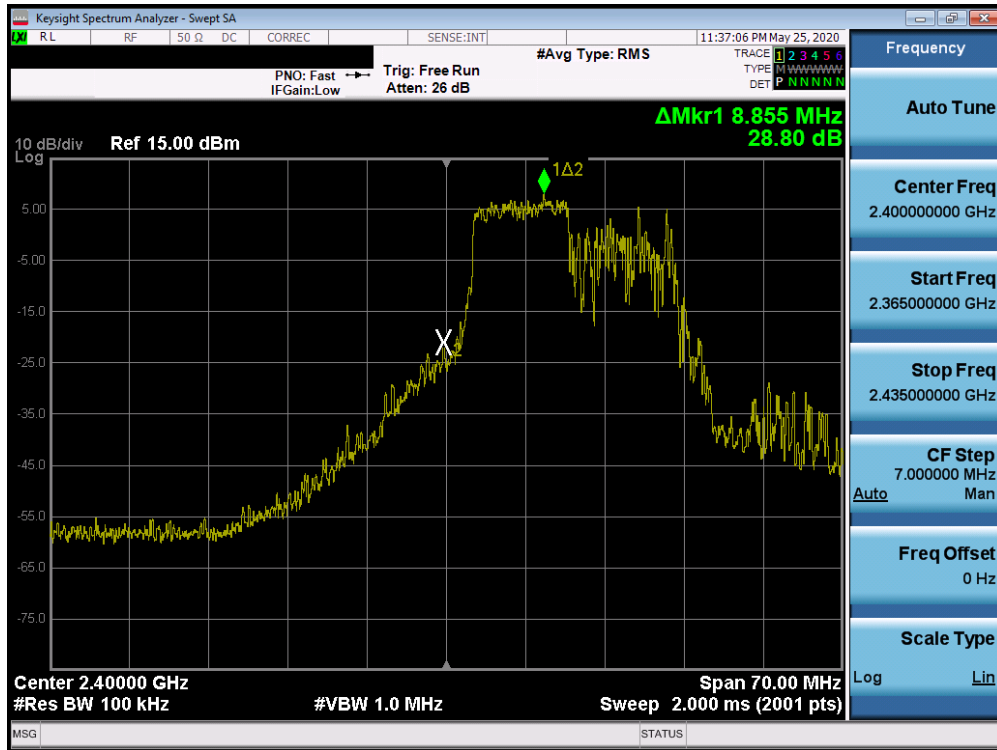 Keysight Spectrum Analyzer - Swept SA
LXI RL RF 50 Ω DC CORREC SENSE:INT 11:37:06 PM May 25, 2020
#Avg Type: RMS TRACE 1 2 3 4 5 6
PNO: Fast Trig: Free Run TYPE M WWWWW
IFGain:Low Atten: 26 dB DET P N N N N N
ΔMkr1 8.855 MHz
28.80 dB
10 dB/div Ref 15.00 dBm
Log
1Δ2
5.00
-5.00
-15.0
X2
-25.0
-35.0
-45.0
-55.0
-65.0
-75.0
Center 2.40000 GHz Span 70.00 MHz
#Res BW 100 kHz #VBW 1.0 MHz Sweep 2.000 ms (2001 pts)
MSG STATUS
Frequency
Auto Tune
Center Freq
2.400000000 GHz
Start Freq
2.365000000 GHz
Stop Freq
2.435000000 GHz
CF Step
7.000000 MHz
Auto Man
Freq Offset
0 Hz
Scale Type
Log Lin